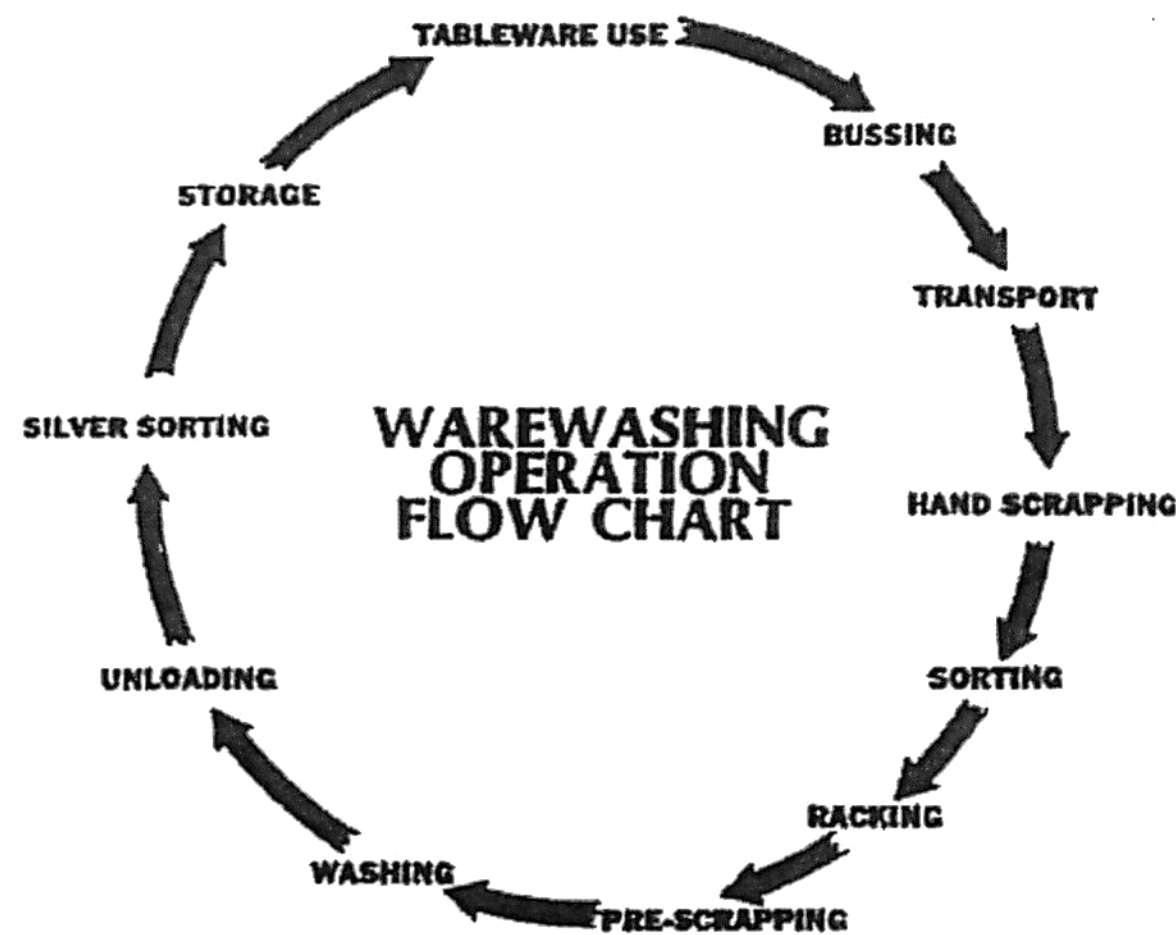 TABLEWARE USE
BUSSING
TRANSPORT
HAND SCRAPPING
SORTING
RACKING
PRE-SCRAPPING
WASHING
UNLOADING
SILVER SORTING
STORAGE
WAREWASHING
OPERATION
FLOW CHART